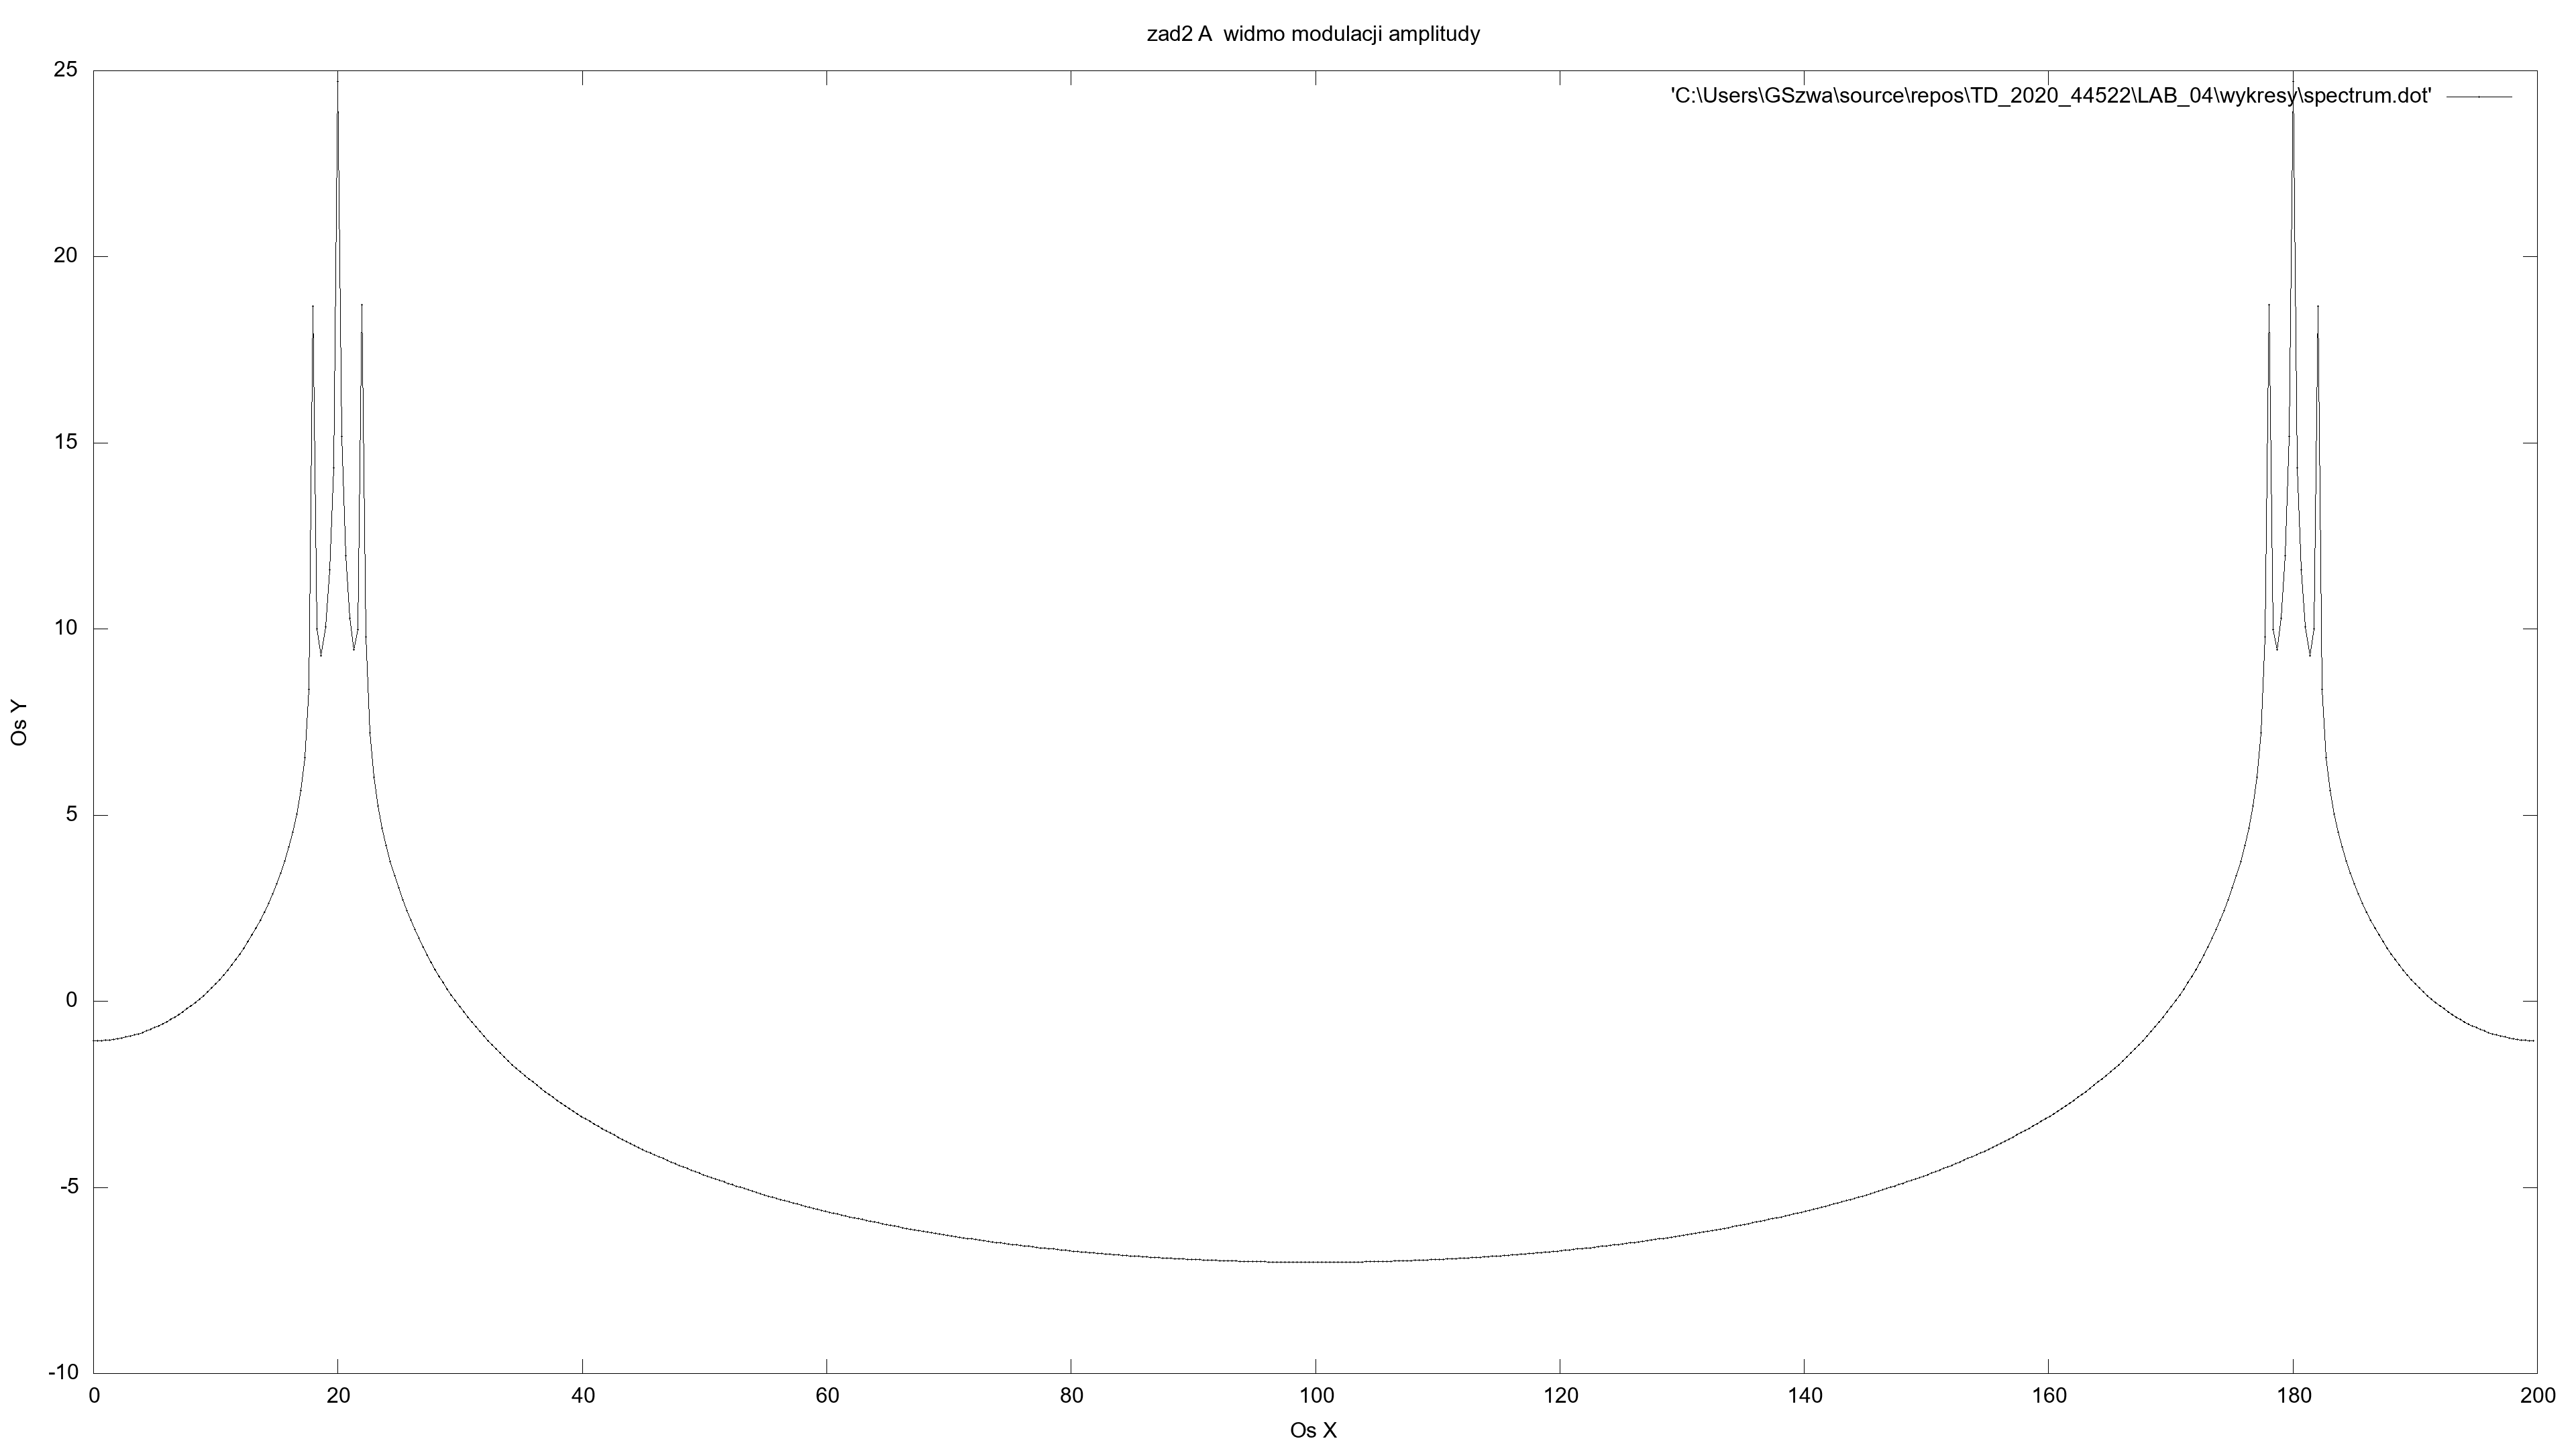 zad2 A  widmo modulacji amplitudy
'C:\Users\GSzwa\source\repos\TD_2020_44522\LAB_04\wykresy\spectrum.dot'
25
20
15
10
5
0
-5
-10
Os Y
0 20 40 60 80 100 120 140 160 180 200
Os X